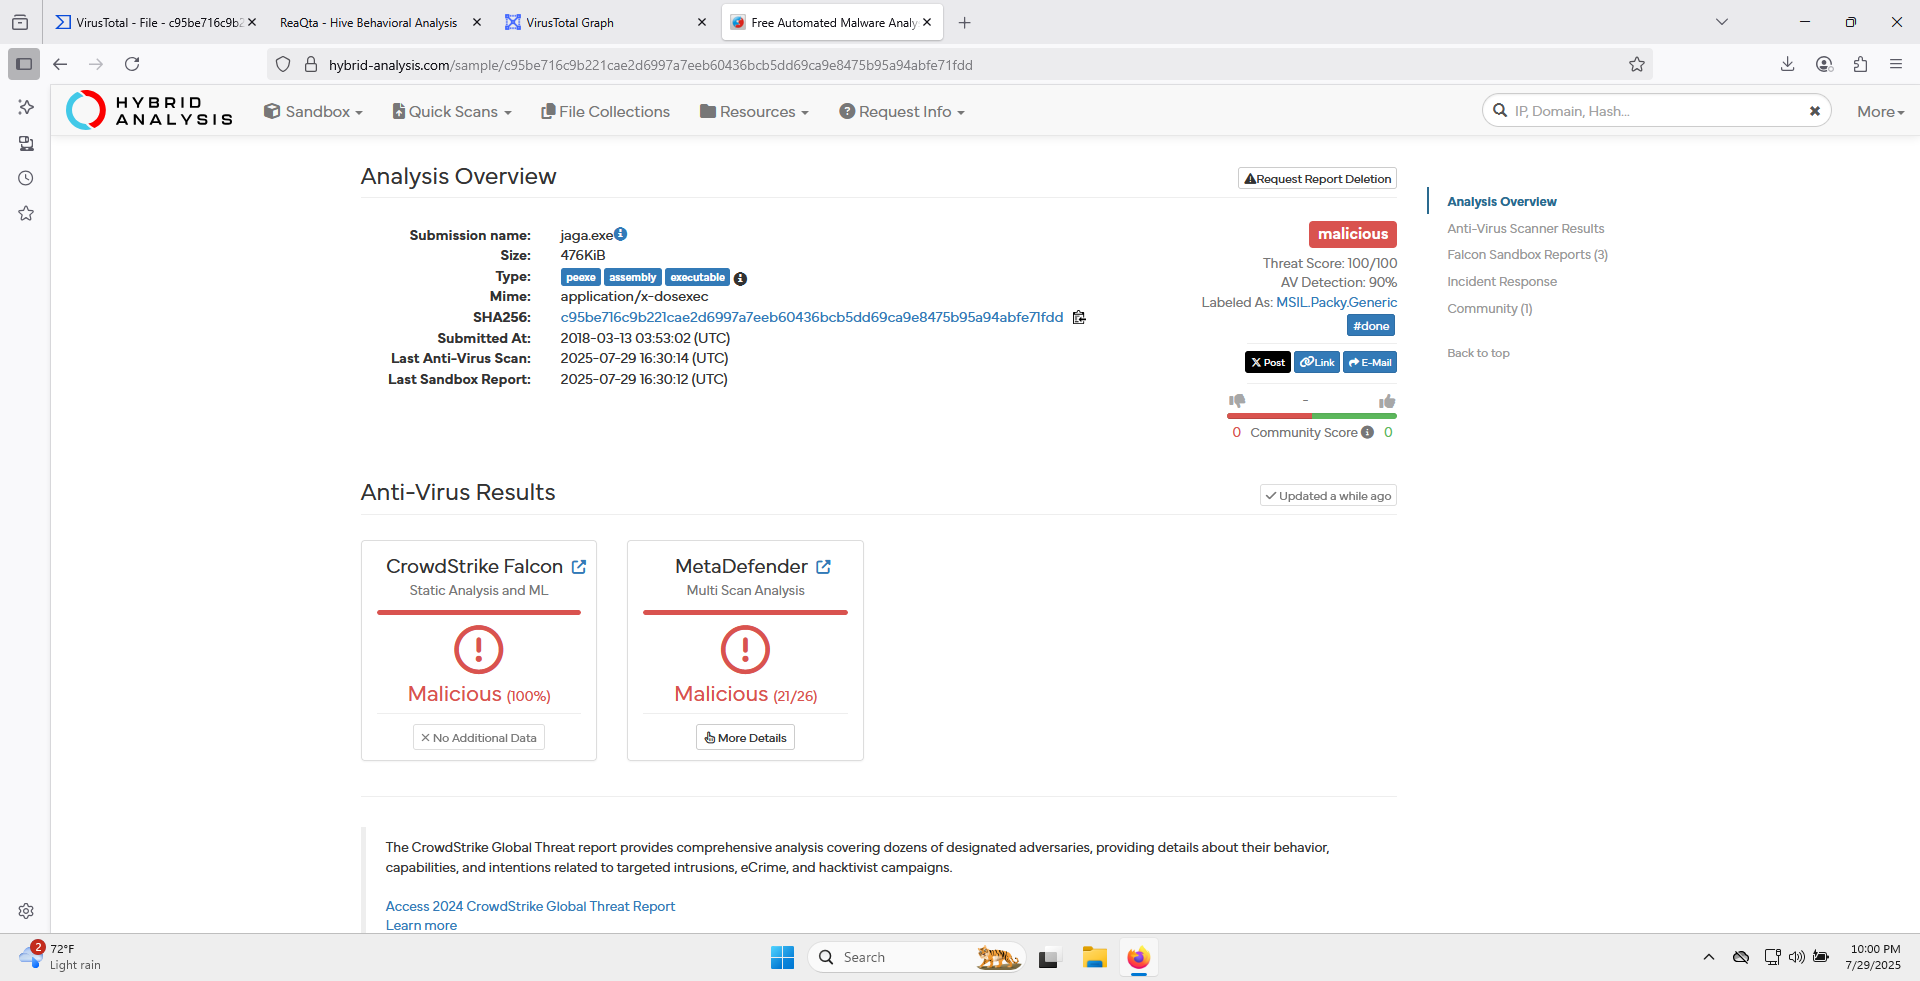 VirusTotal - File - c95be716c9b2
ReaQta - Hive Behavioral Analysis
VirusTotal Graph
Free Automated Malware Analy
hybrid-analysis.com/sample/c95be716c9b221cae2d6997a7eeb60436bcb5dd69ca9e8475b95a94abfe71fdd
HYBRID
ANALYSIS
Sandbox
Quick Scans
File Collections
Resources
Request Info
IP, Domain, Hash...
More
Analysis Overview
Request Report Deletion
Submission name: jaga.exe
Size: 476KiB
Type: peexe assembly executable
Mime: application/x-dosexec
SHA256: c95be716c9b221cae2d6997a7eeb60436bcb5dd69ca9e8475b95a94abfe71fdd
Submitted At: 2018-03-13 03:53:02 (UTC)
Last Anti-Virus Scan: 2025-07-29 16:30:14 (UTC)
Last Sandbox Report: 2025-07-29 16:30:12 (UTC)
malicious
Threat Score: 100/100
AV Detection: 90%
Labeled As: MSIL.Packy.Generic
#done
X Post
Link
E-Mail
-
0 Community Score 0
Analysis Overview
Anti-Virus Scanner Results
Falcon Sandbox Reports (3)
Incident Response
Community (1)
Back to top
Anti-Virus Results
Updated a while ago
CrowdStrike Falcon
Static Analysis and ML
Malicious (100%)
No Additional Data
MetaDefender
Multi Scan Analysis
Malicious (21/26)
More Details
The CrowdStrike Global Threat report provides comprehensive analysis covering dozens of designated adversaries, providing details about their behavior,
capabilities, and intentions related to targeted intrusions, eCrime, and hacktivist campaigns.
Access 2024 CrowdStrike Global Threat Report
Learn more
2
72°F
Light rain
Search
10:00 PM
7/29/2025